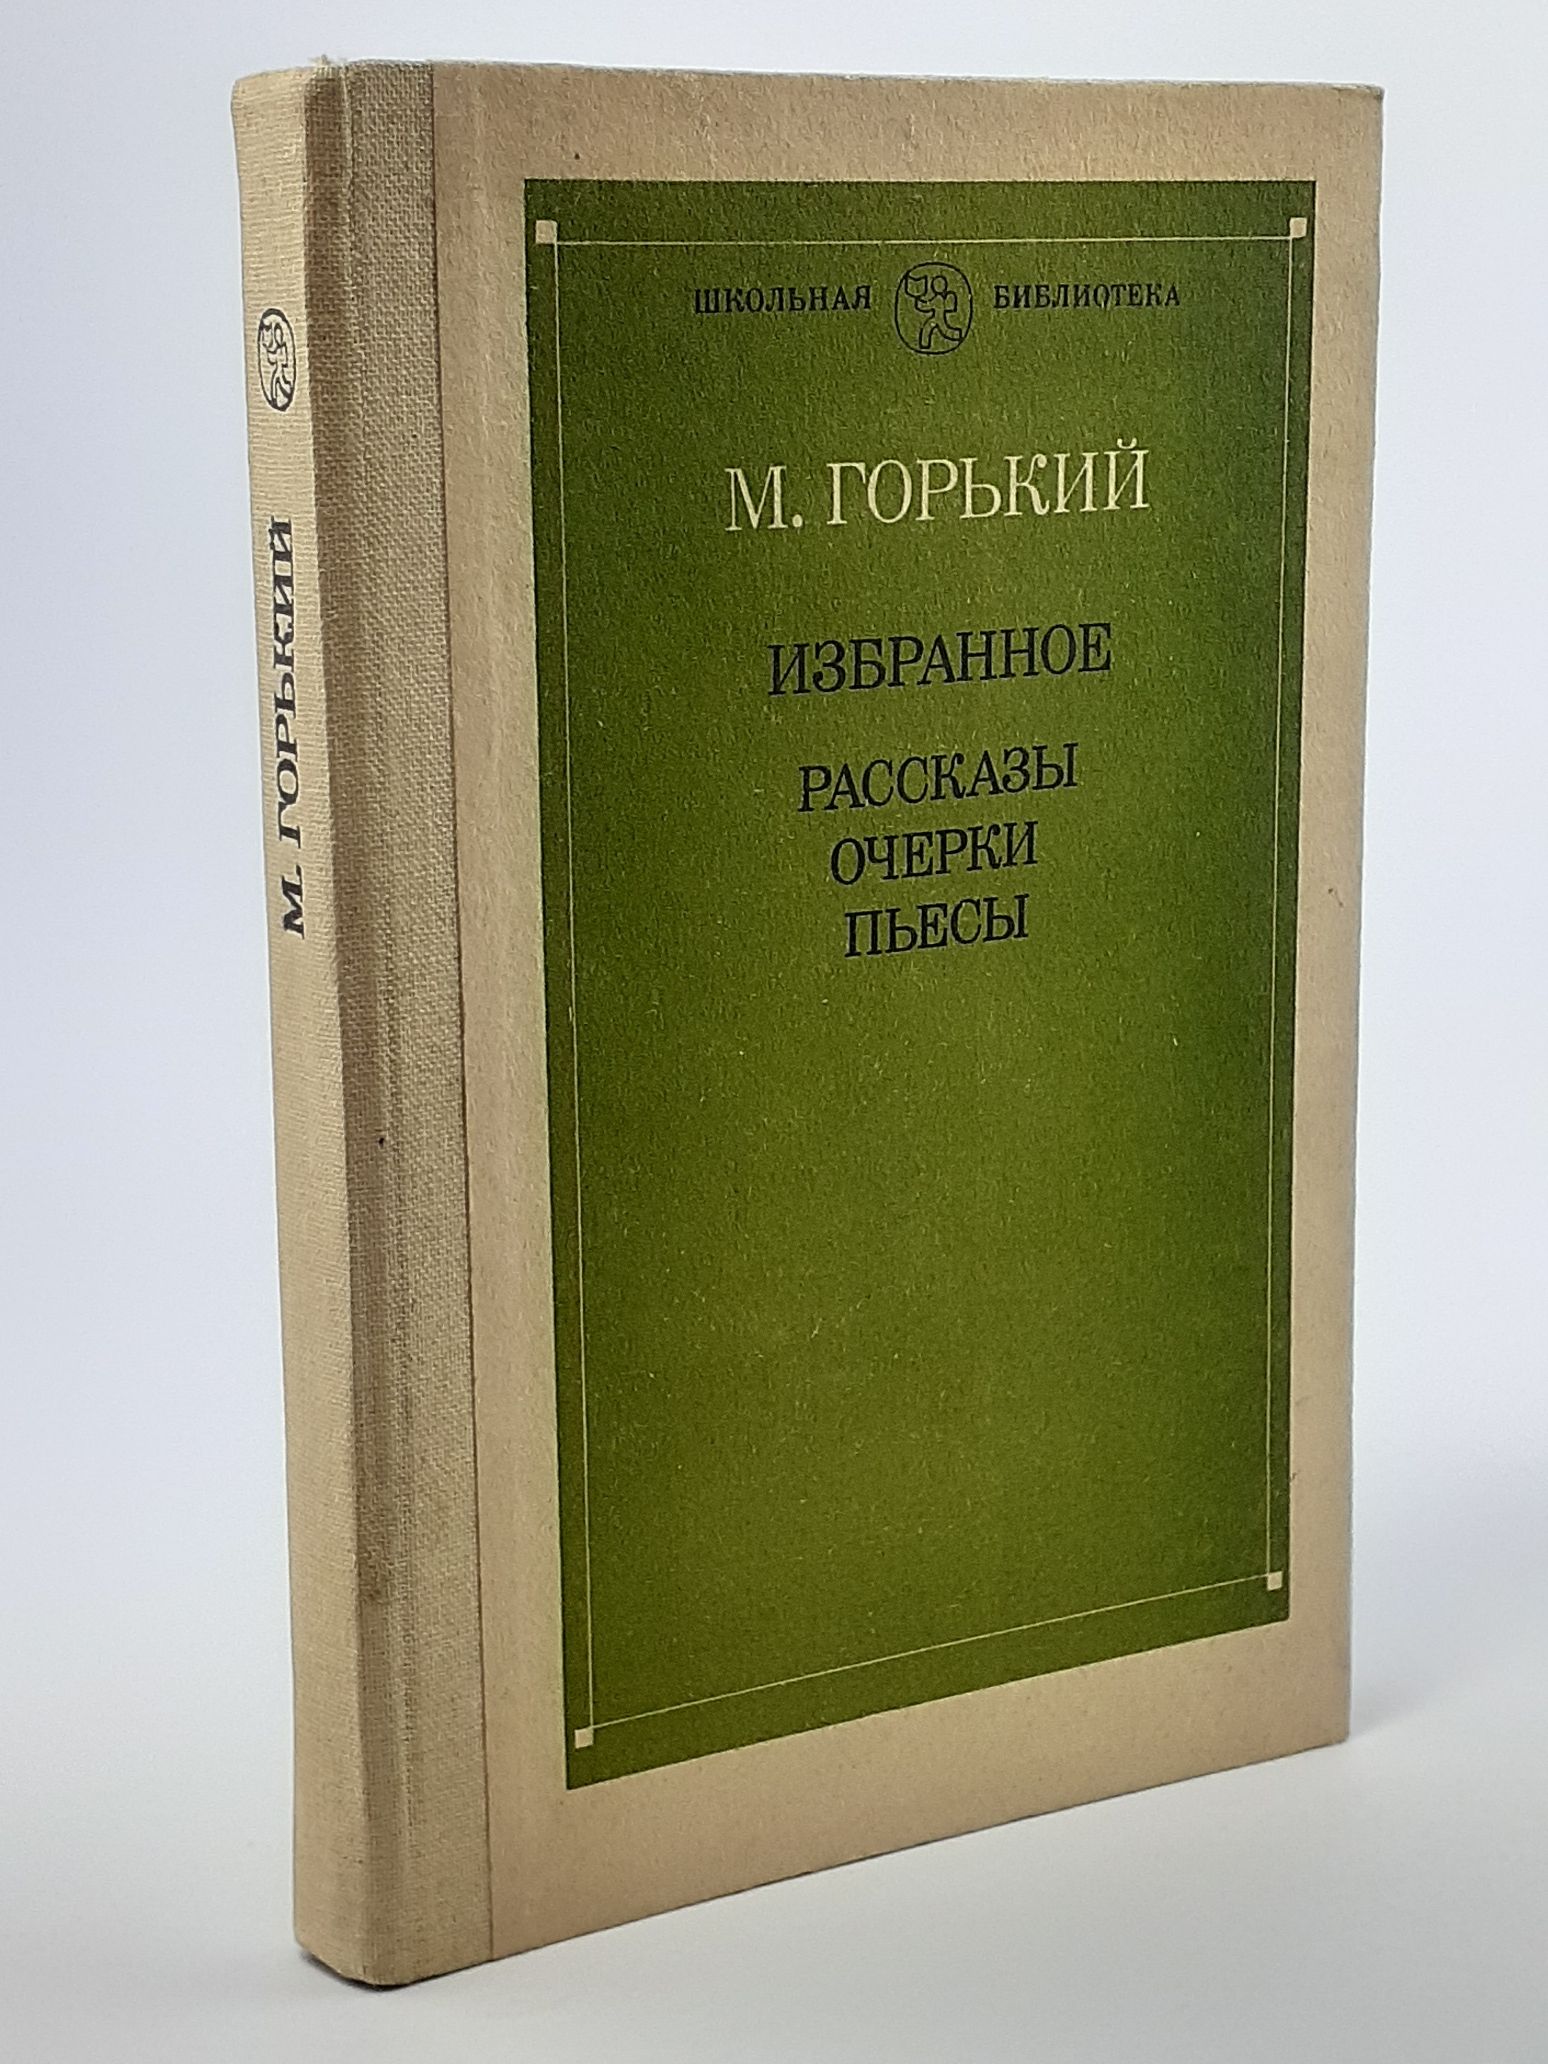 М. ГОРЬКИЙ
ШКОЛЬНАЯ БИБЛИОТЕКА
М. ГОРЬКИЙ
ИЗБРАННОЕ
РАССКАЗЫ
ОЧЕРКИ
ПЬЕСЫ